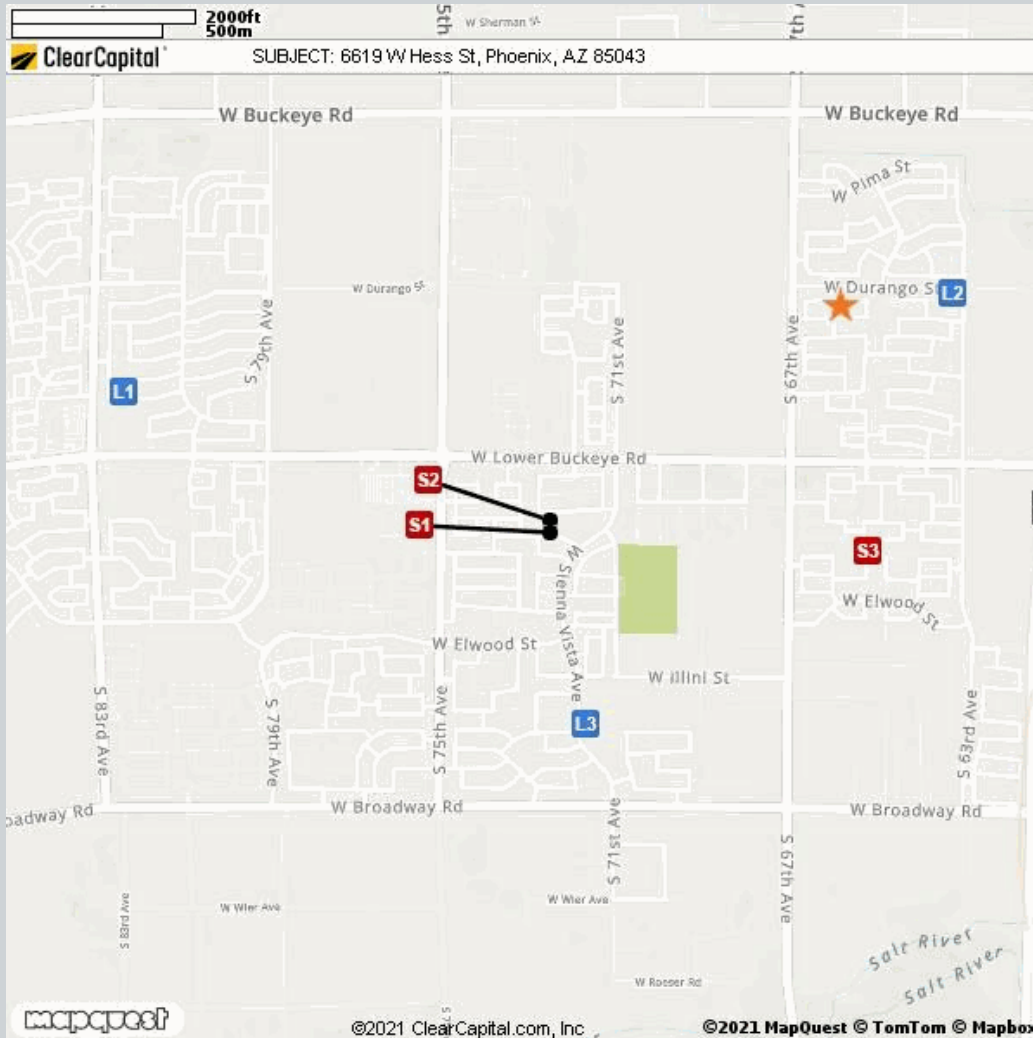 2000ft
500m
5th
W Sherman St
7th A
ClearCapital
SUBJECT: 6619 W Hess St, Phoenix, AZ 85043
W Buckeye Rd
W Buckeye Rd
W Pima St
W Durango St
W Durango St
L2
S 79th Ave
S 71st Ave
S 67th Ave
L1
W Lower Buckeye Rd
S2
S1
S3
W Sienna Vista Ave
W Elwood St
W Elwood St
W Illini St
S 83rd Ave
S 79th Ave
S 75th Ave
L3
S 63rd Ave
oadway Rd
W Broadway Rd
W Broadway Rd
S 71st Ave
S 67th Ave
S 83rd Ave
W Wier Ave
W Wier Ave
Salt River
Salt River
W Roeser Rd
mapquest
©2021 ClearCapital.com, Inc
©2021 MapQuest © TomTom © Mapbox